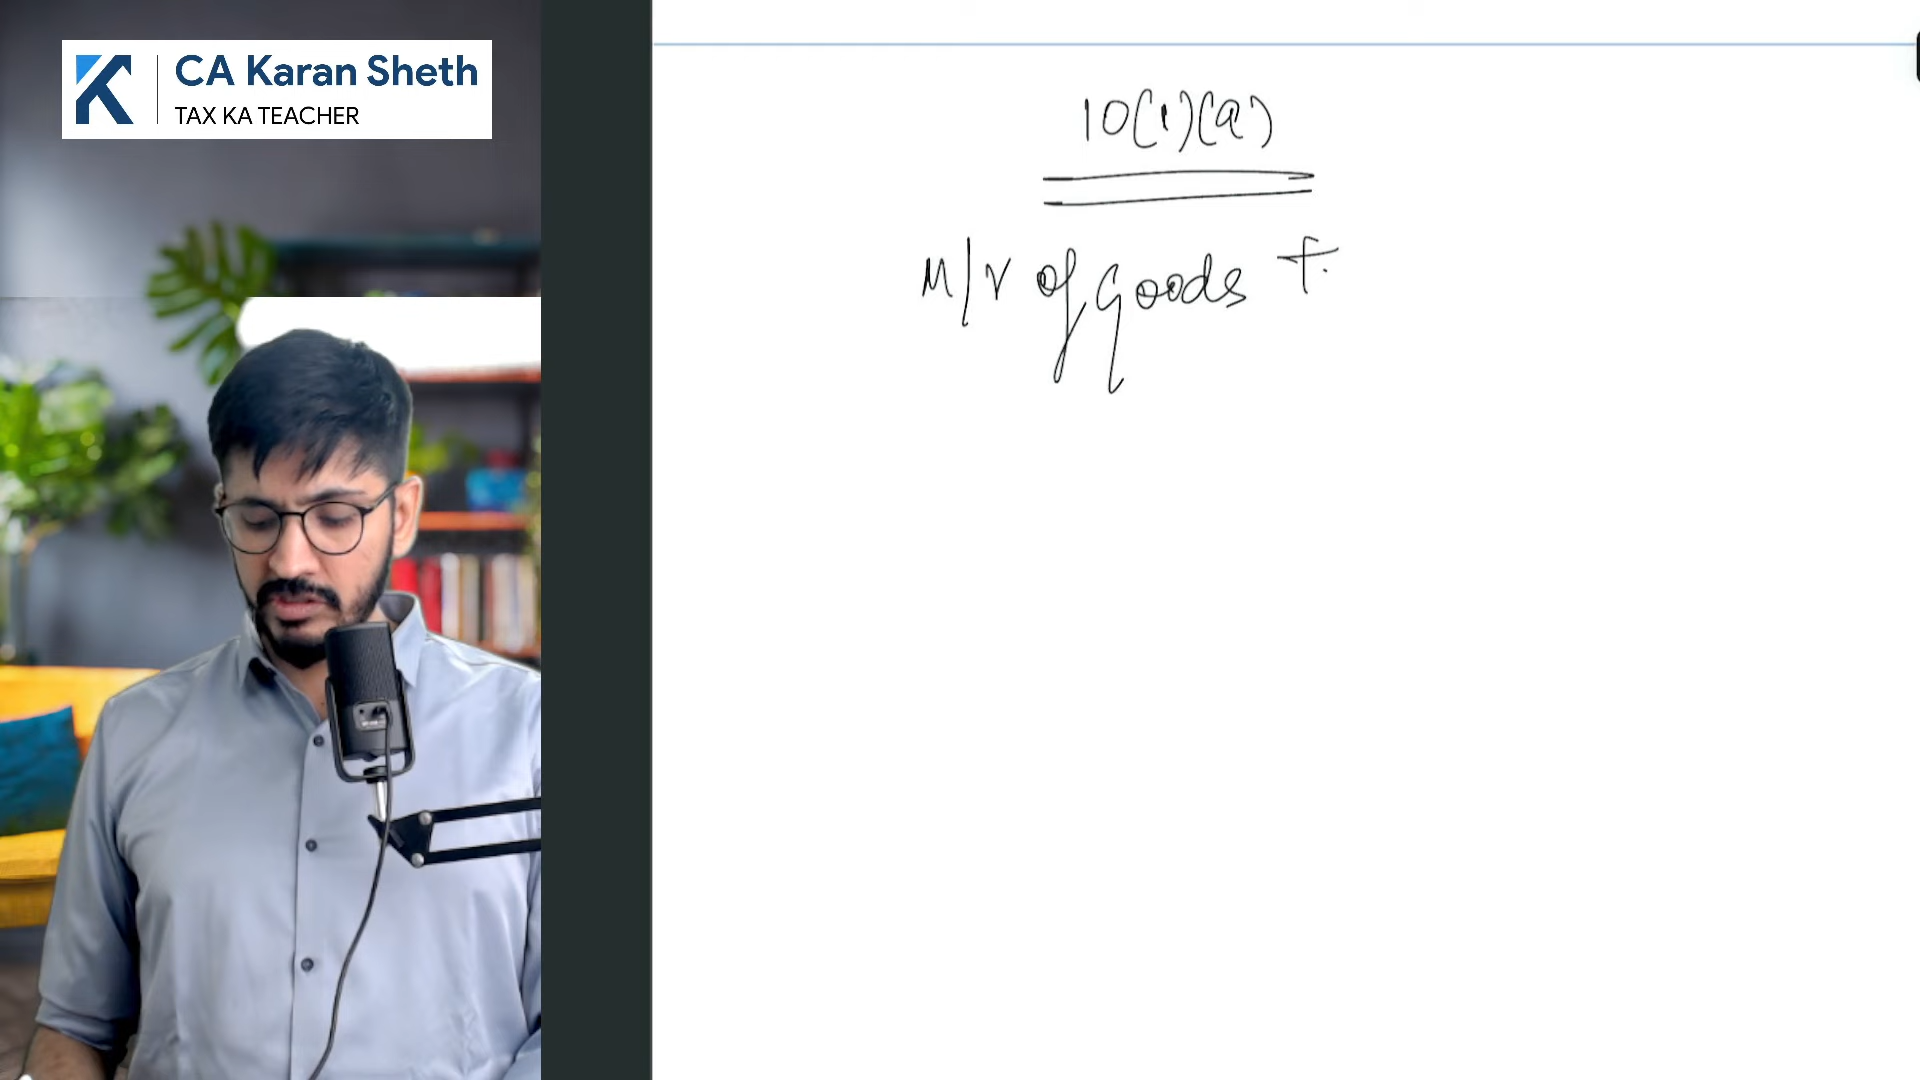 CA Karan Sheth
TAX KA TEACHER
10(1)(a)
M/r of goods +